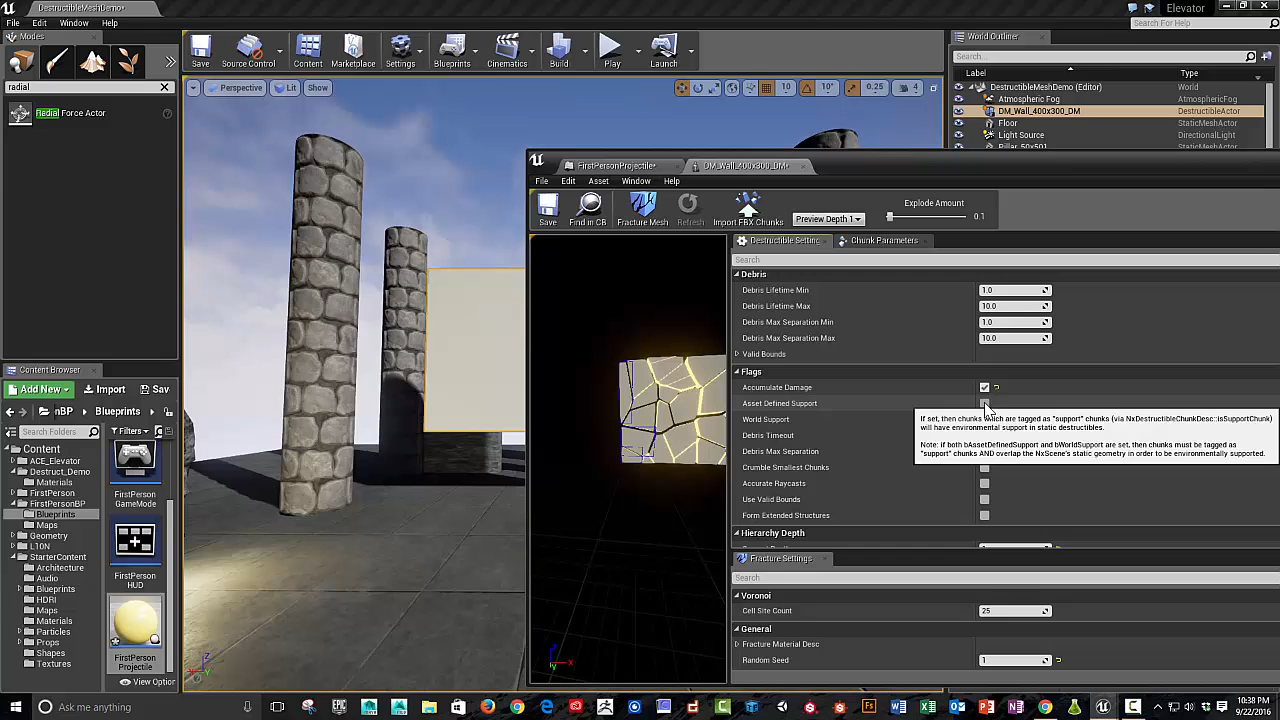 DestructibleMeshDemo*
Elevator
File Edit Window Help
Search For Help
Modes
World Outliner
radial
Save Source Control Content Marketplace Settings Blueprints Cinematics Build Play Launch
Search...
Label Type
Perspective Lit Show 10 10° 0.25 4
DestructibleMeshDemo (Editor) World
Atmospheric Fog AtmosphericFog
Radial Force Actor
DM_Wall_400x300_DM DestructibleActor
Floor StaticMeshActor
Light Source DirectionalLight
Pillar_50x501 StaticMeshActor
FirstPersonProjectile* DM_Wall_400x300_DM*
File Edit Asset Window Help
Save Find in CB Fracture Mesh Refresh Import FBX Chunks Preview Depth 1
Explode Amount
0.1
Destructible Setting Chunk Parameters
Search
Debris
Debris Lifetime Min 1.0
Debris Lifetime Max 10.0
Debris Max Separation Min 1.0
Debris Max Separation Max 10.0
Valid Bounds
Flags
Accumulate Damage
Asset Defined Support
World Support
Debris Timeout
Debris Max Separation
Crumble Smallest Chunks
Accurate Raycasts
Use Valid Bounds
Form Extended Structures
If set, then chunks which are tagged as "support" chunks (via NxDestructibleChunkDesc::isSupportChunk)
will have environmental support in static destructibles.
Note: if both bAssetDefinedSupport and bWorldSupport are set, then chunks must be tagged as
"support" chunks AND overlap the NxScene's static geometry in order to be environmentally supported.
Hierarchy Depth
Fracture Settings
Search
Voronoi
Cell Site Count 25
General
Fracture Material Desc
Random Seed 1
Content Browser
Add New Import Save
nBP Blueprints
Search Folders Filters
Content
ACE_Elevator
Destruct_Demo
Materials
FirstPerson
FirstPersonBP
Blueprints
Maps
Geometry
L10N
StarterContent
Architecture
Audio
Blueprints
HDRI
Maps
Materials
Particles
Props
Shapes
Textures
FirstPerson
GameMode
FirstPerson
HUD
FirstPerson
Projectile
View Option
Ask me anything
10:38 PM
9/22/2016